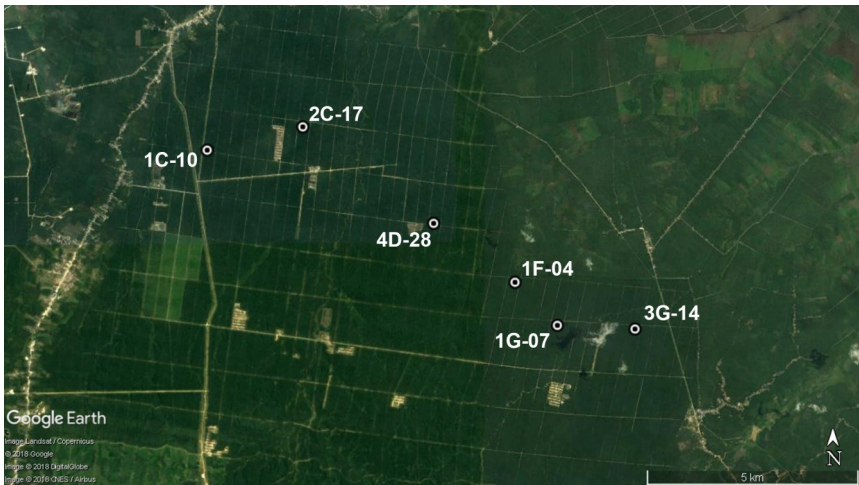 2C-17
1C-10
4D-28
1F-04
1G-07
3G-14
Google Earth
Image Landsat / Copernicus
© 2018 Google
Image © 2018 DigitalGlobe
Image © 2018 CNES / Airbus
N
5 km